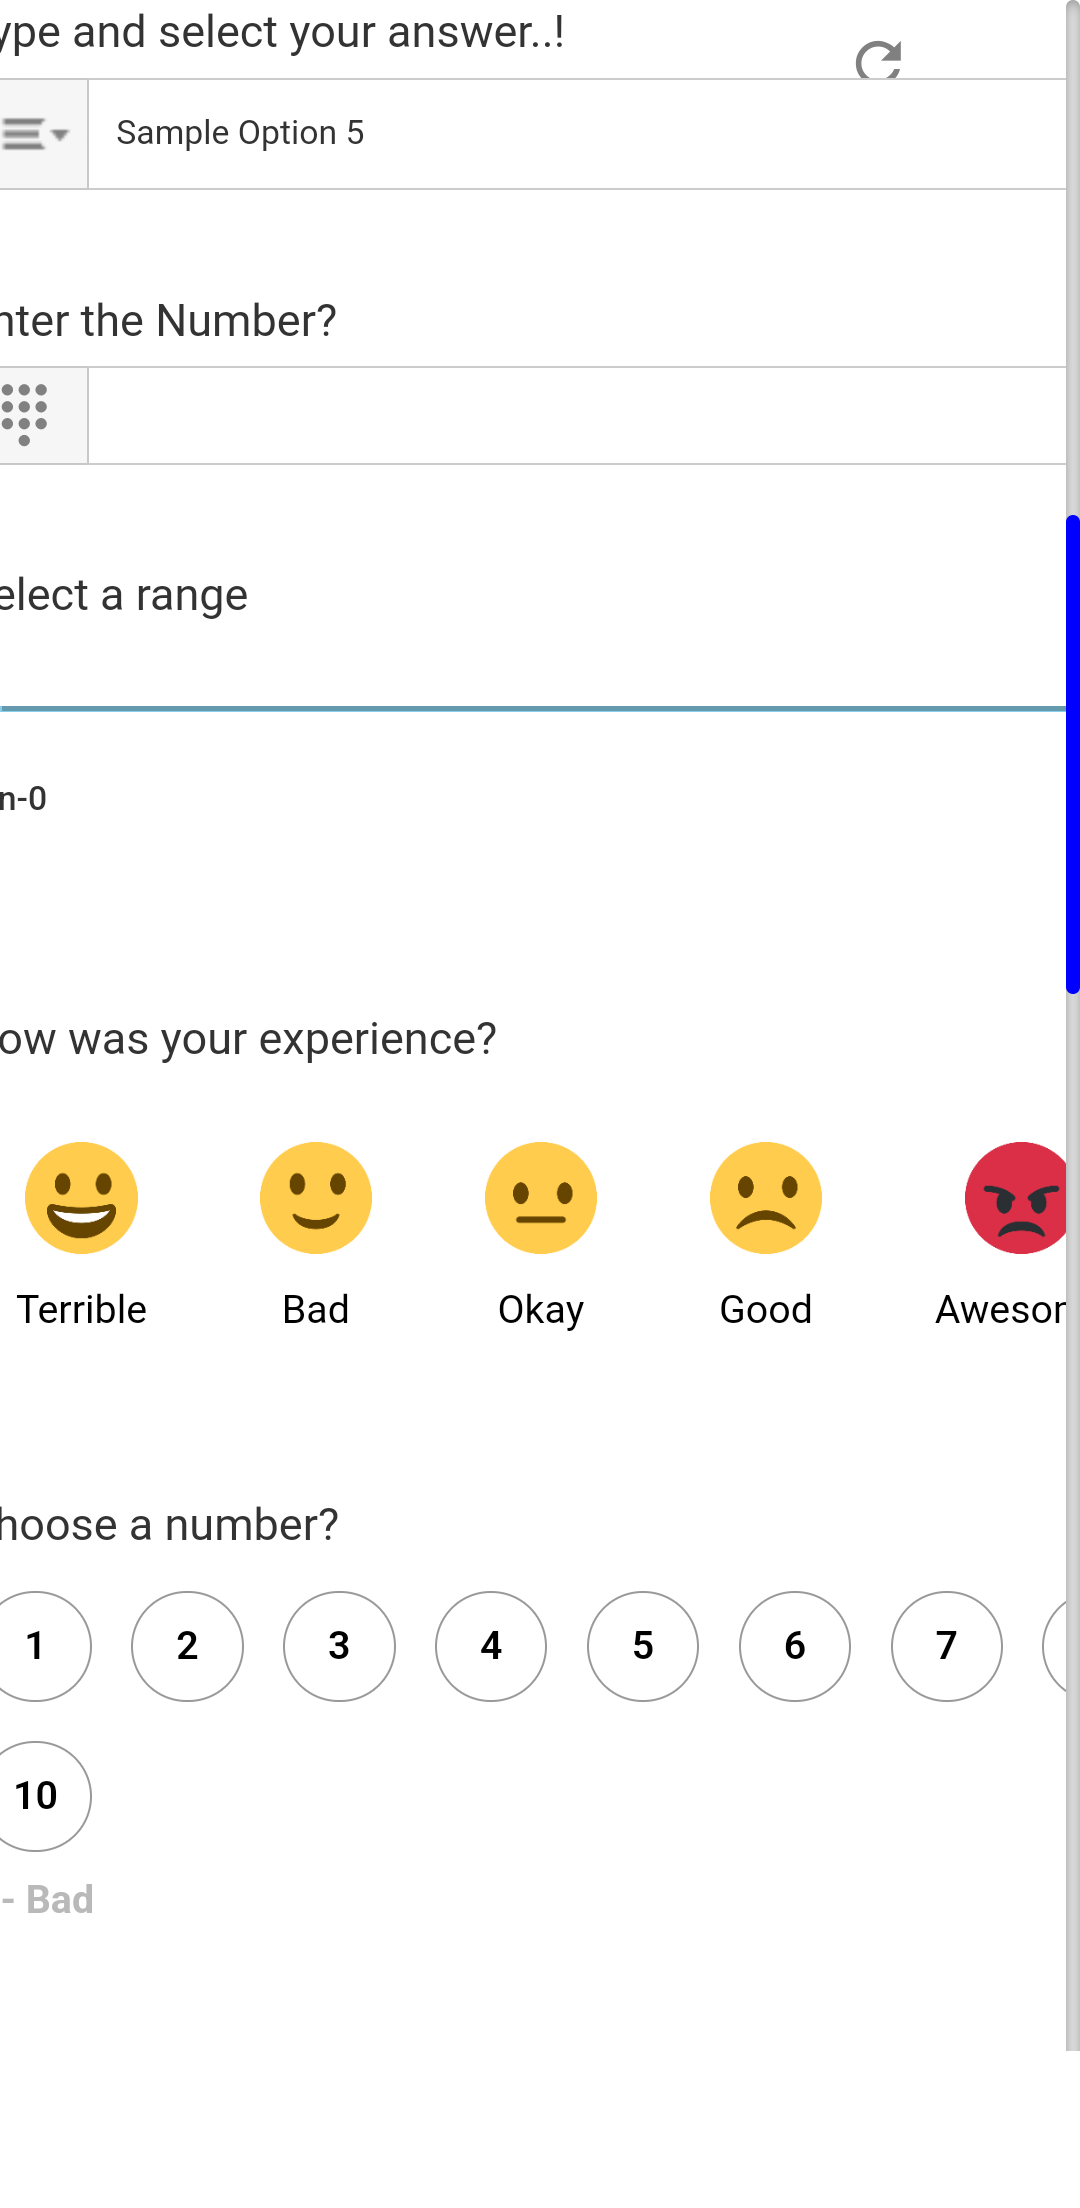 ype and select your answer..!
Sample Option 5
nter the Number?
elect a range
n-0
ow was your experience?
Terrible Bad Okay Good Aweso
hoose a number?
1 2 3 4 5 6 7
10
- Bad